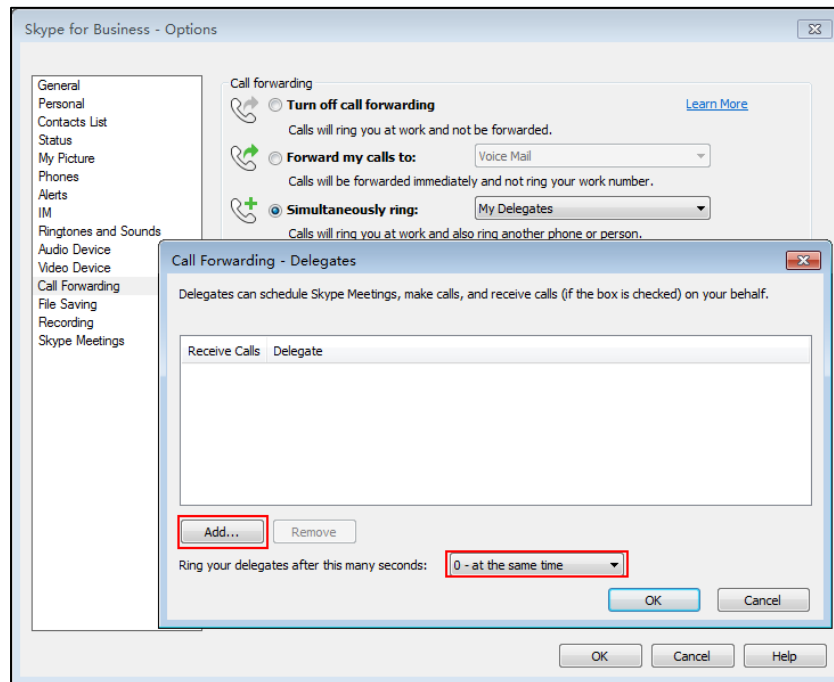 Skype for Business - Options
General
Personal
Contacts List
Status
My Picture
Phones
Alerts
IM
Ringtones and Sounds
Audio Device
Video Device
Call Forwarding
File Saving
Recording
Skype Meetings
Call forwarding
Turn off call forwarding Learn More
Calls will ring you at work and not be forwarded.
Forward my calls to: Voice Mail
Calls will be forwarded immediately and not ring your work number.
Simultaneously ring: My Delegates
Calls will ring you at work and also ring another phone or person.
Call Forwarding - Delegates
Delegates can schedule Skype Meetings, make calls, and receive calls (if the box is checked) on your behalf.
Receive Calls Delegate
Add... Remove
Ring your delegates after this many seconds: 0 - at the same time
OK Cancel
OK Cancel Help